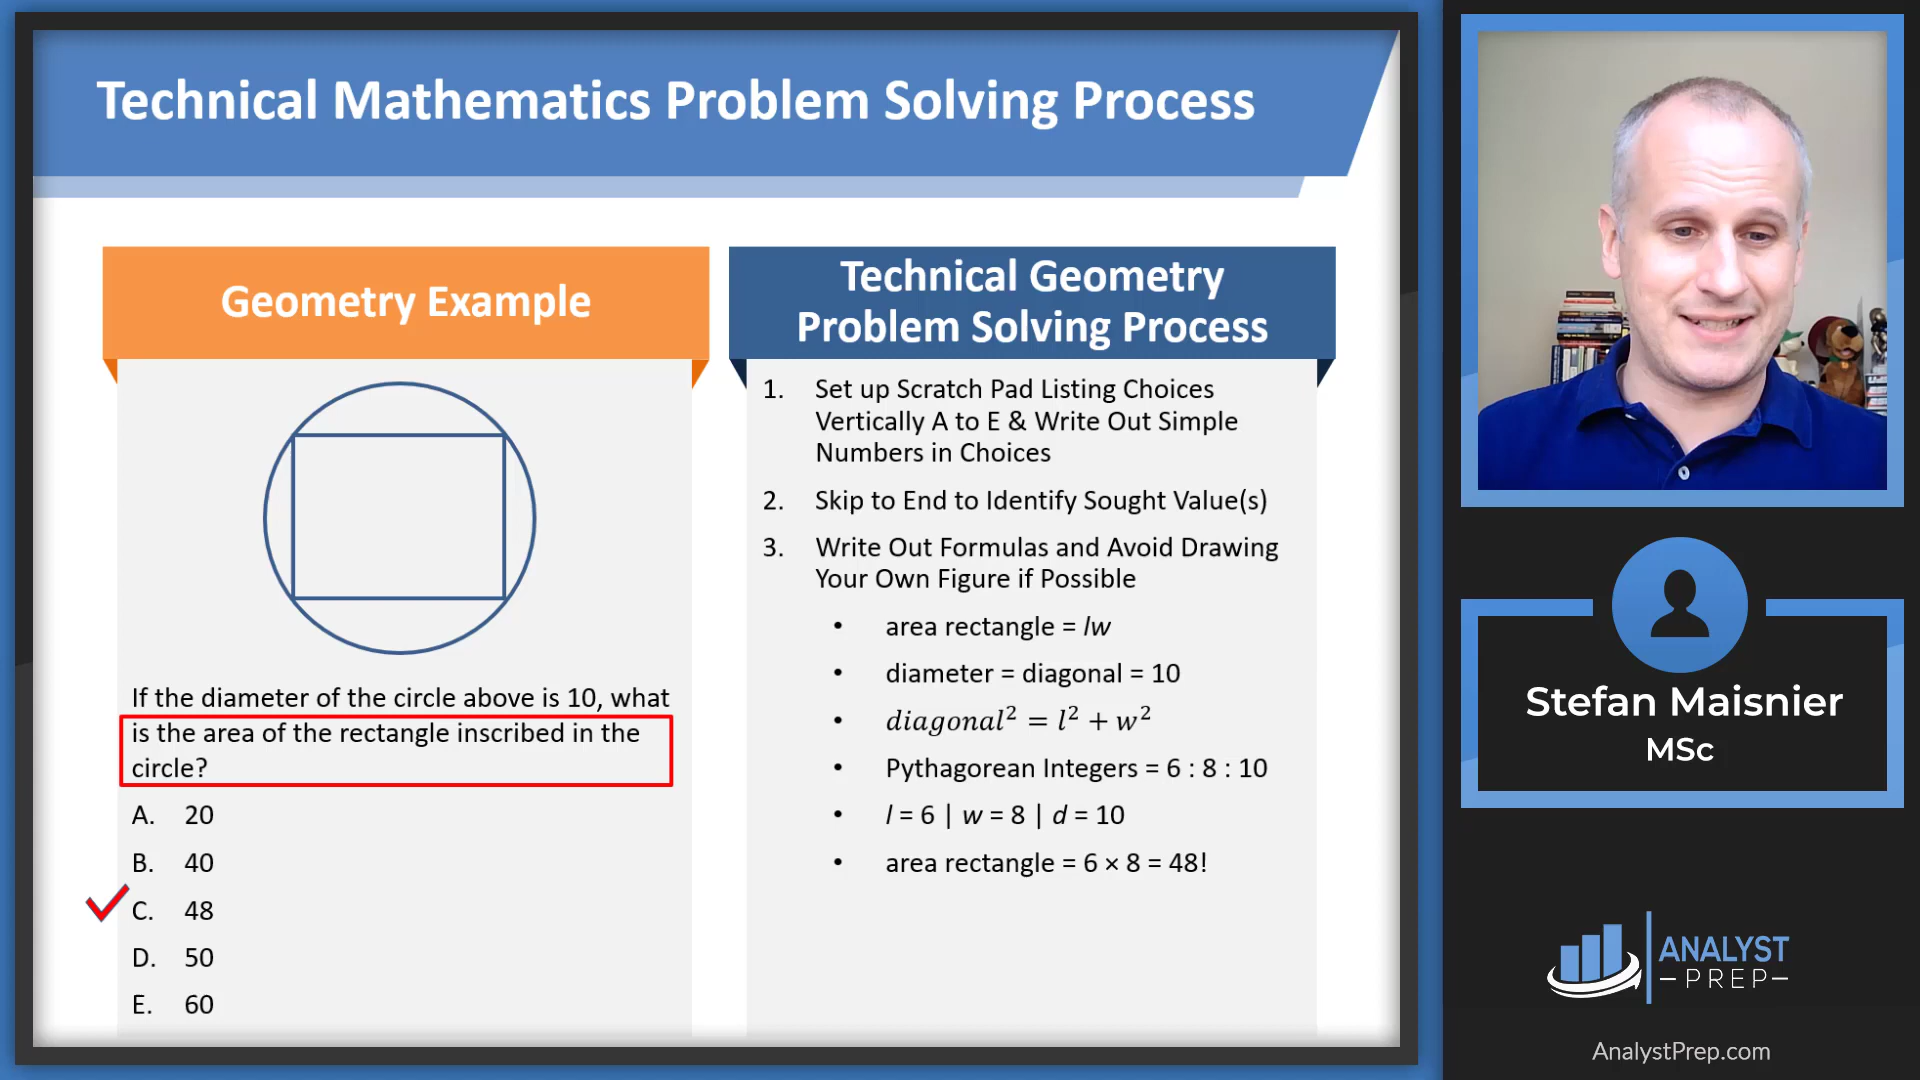 Technical Mathematics Problem Solving Process
Geometry Example
If the diameter of the circle above is 10, what
is the area of the rectangle inscribed in the
circle?
A. 20
B. 40
C. 48
D. 50
E. 60
Technical Geometry
Problem Solving Process
1. Set up Scratch Pad Listing Choices
Vertically A to E & Write Out Simple
Numbers in Choices
2. Skip to End to Identify Sought Value(s)
3. Write Out Formulas and Avoid Drawing
Your Own Figure if Possible
• area rectangle = lw
• diameter = diagonal = 10
• diagonal² = l² + w²
• Pythagorean Integers = 6 : 8 : 10
• l = 6 | w = 8 | d = 10
• area rectangle = 6 × 8 = 48!
Stefan Maisnier
MSc
ANALYST
PREP
AnalystPrep.com